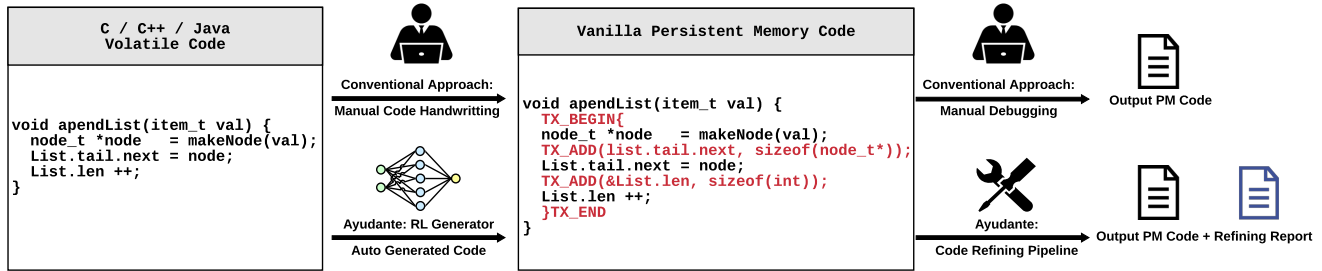 C / C++ / Java
Volatile Code
void apendList(item_t val) {
  node_t *node   = makeNode(val);
  List.tail.next = node;
  List.len ++;
}
Conventional Approach:
Manual Code Handwritting
Ayudante: RL Generator
Auto Generated Code
Vanilla Persistent Memory Code
void apendList(item_t val) {
  TX_BEGIN{
  node_t *node   = makeNode(val);
  TX_ADD(list.tail.next, sizeof(node_t*));
  List.tail.next = node;
  TX_ADD(&List.len, sizeof(int));
  List.len ++;
  }TX_END
}
Conventional Approach:
Manual Debugging
Ayudante:
Code Refining Pipeline
Output PM Code
Output PM Code + Refining Report